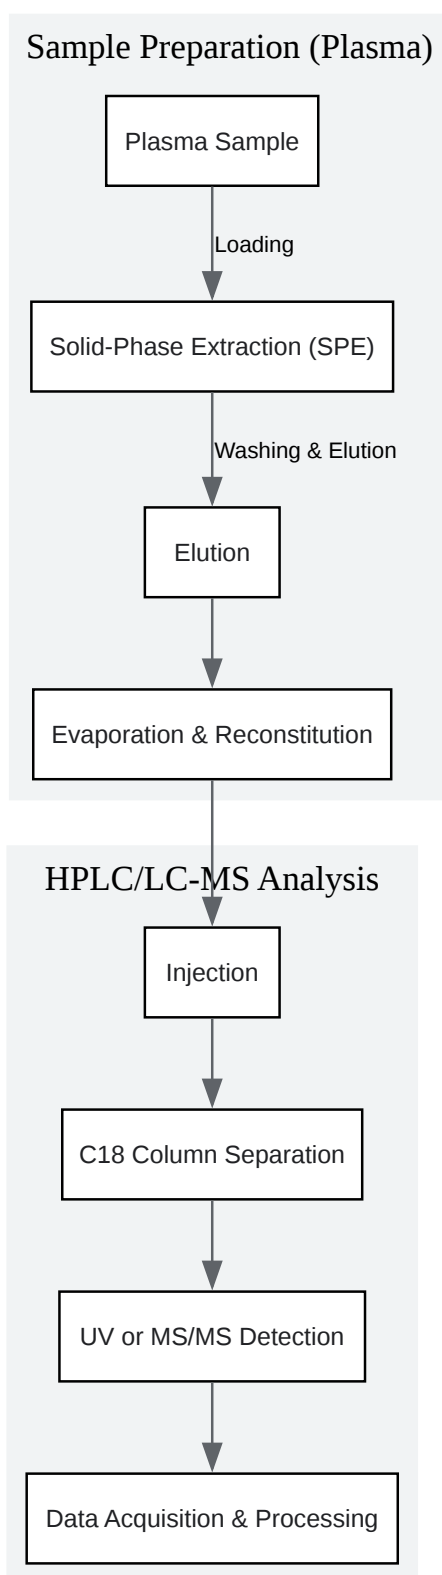 Sample Preparation (Plasma)
Plasma Sample
Loading
Solid-Phase Extraction (SPE)
Washing & Elution
Elution
Evaporation & Reconstitution
HPLC/LC-MS Analysis
Injection
C18 Column Separation
UV or MS/MS Detection
Data Acquisition & Processing